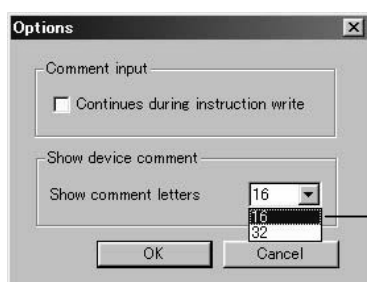 Options
Comment input
Continues during instruction write
Show device comment
Show comment letters 16
16
32
OK Cancel